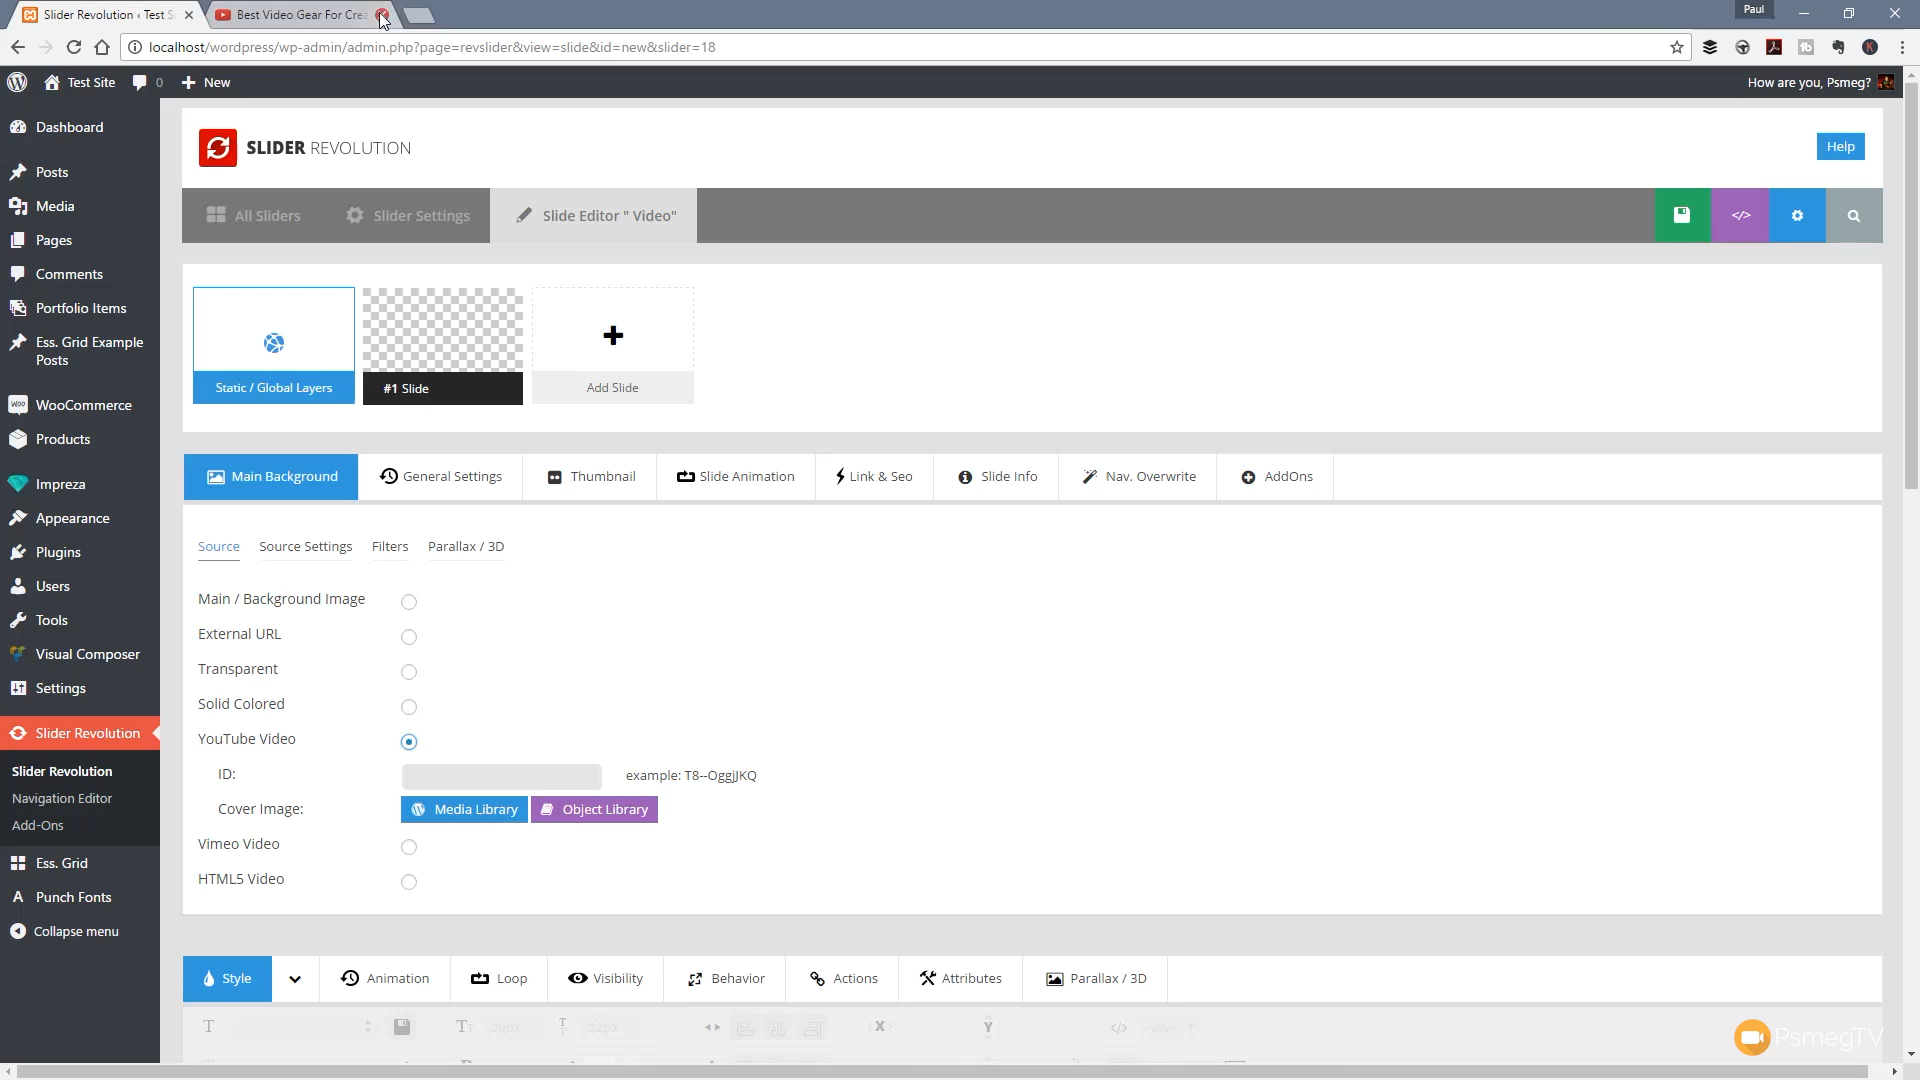 Slider Revolution ‹ Test S
Best Video Gear For Crea
Paul
localhost/wordpress/wp-admin/admin.php?page=revslider&view=slide&id=new&slider=18
Test Site
0
New
How are you, Psmeg?
Dashboard
Posts
Media
Pages
Comments
Portfolio Items
Ess. Grid Example
Posts
WooCommerce
Products
Impreza
Appearance
Plugins
Users
Tools
Visual Composer
Settings
Slider Revolution
Slider Revolution
Navigation Editor
Add-Ons
Ess. Grid
Punch Fonts
Collapse menu
SLIDER REVOLUTION
Help
All Sliders
Slider Settings
Slide Editor " Video"
Static / Global Layers
#1 Slide
Add Slide
Main Background
General Settings
Thumbnail
Slide Animation
Link & Seo
Slide Info
Nav. Overwrite
AddOns
Source
Source Settings
Filters
Parallax / 3D
Main / Background Image
External URL
Transparent
Solid Colored
YouTube Video
ID:
example: T8--OggjJKQ
Cover Image:
Media Library
Object Library
Vimeo Video
HTML5 Video
Style
Animation
Loop
Visibility
Behavior
Actions
Attributes
Parallax / 3D
20px
22px
X
Y
PsmegTV